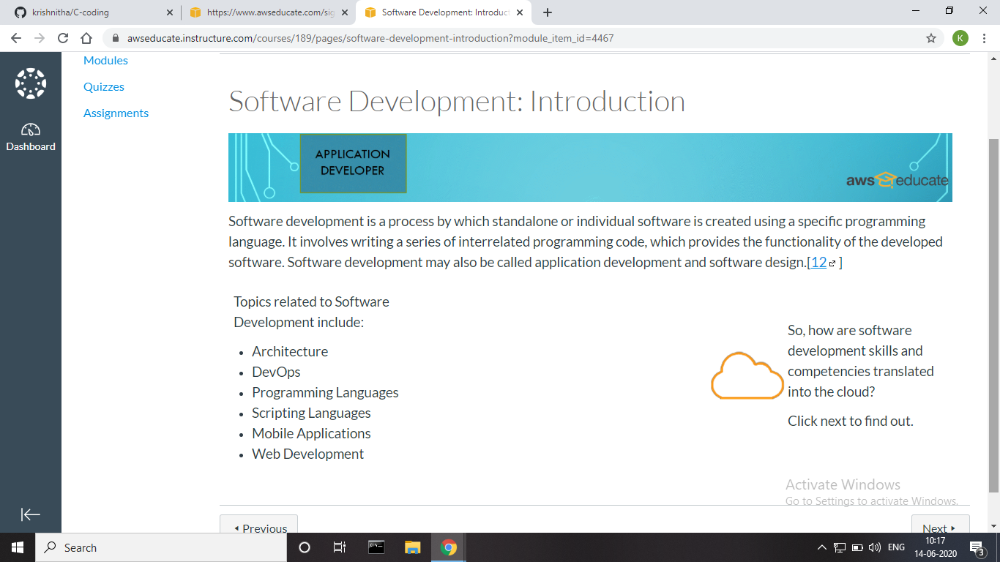 krishnitha/C-coding
https://www.awseducate.com/sig
Software Development: Introduct
awseducate.instructure.com/courses/189/pages/software-development-introduction?module_item_id=4467
K
Modules
Quizzes
Assignments
Dashboard
Software Development: Introduction
APPLICATION
DEVELOPER
aws educate
Software development is a process by which standalone or individual software is created using a specific programming
language. It involves writing a series of interrelated programming code, which provides the functionality of the developed
software. Software development may also be called application development and software design.[12 ]
Topics related to Software
Development include:
• Architecture
• DevOps
• Programming Languages
• Scripting Languages
• Mobile Applications
• Web Development
So, how are software
development skills and
competencies translated
into the cloud?
Click next to find out.
Activate Windows
Go to Settings to activate Windows.
Previous
Next
Search
ENG
10:17
14-06-2020
3